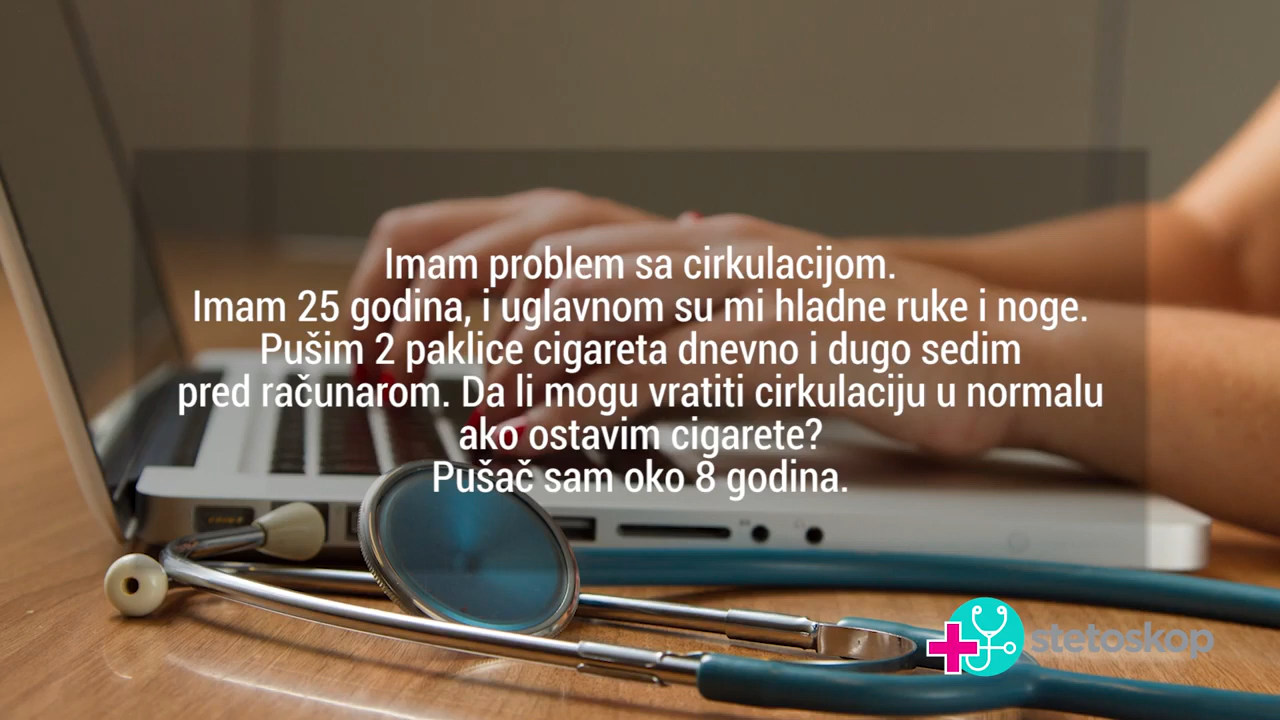 Imam problem sa cirkulacijom.
Imam 25 godina, i uglavnom su mi hladne ruke i noge.
Pušim 2 paklice cigareta dnevno i dugo sedim
pred računarom. Da li mogu vratiti cirkulaciju u normalu
ako ostavim cigarete?
Pušač sam oko 8 godina.
stetoskop